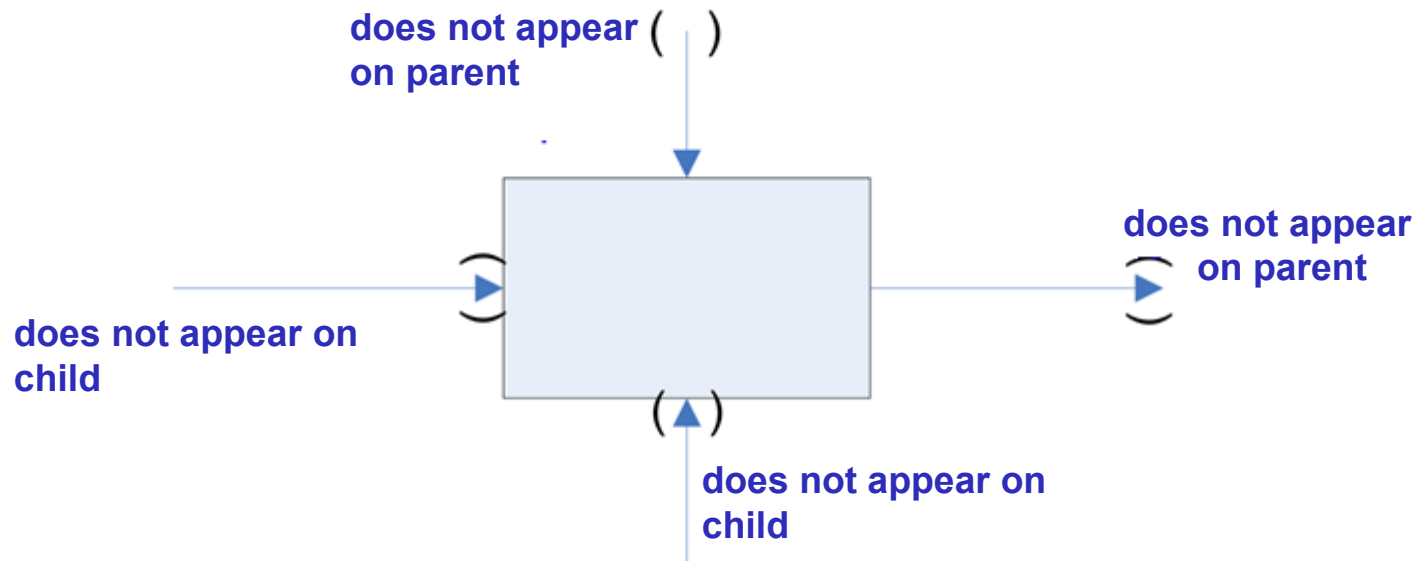 does not appear ( )
on parent
does not appear
on parent
( )
( )
does not appear on
child
( )
does not appear on
child